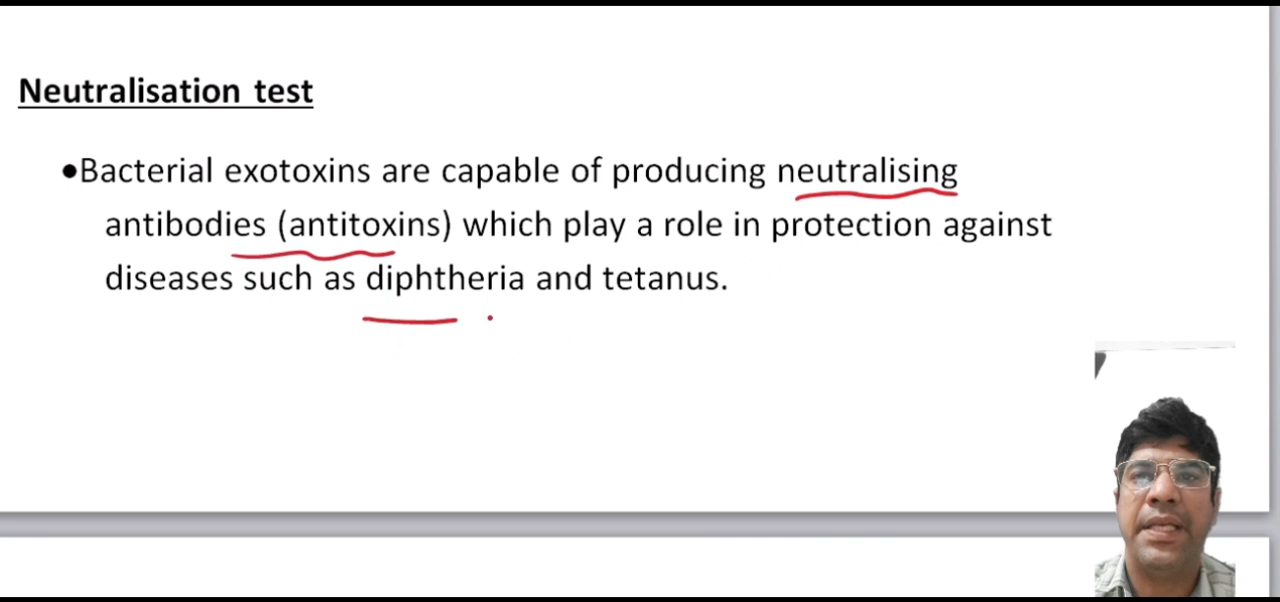 Neutralisation test
•Bacterial exotoxins are capable of producing neutralising
antibodies (antitoxins) which play a role in protection against
diseases such as diphtheria and tetanus.